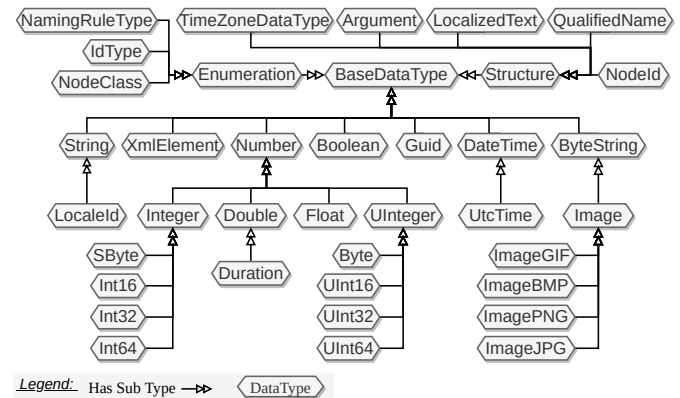 NamingRuleType TimeZoneDataType Argument LocalizedText QualifiedName
IdType
NodeClass Enumeration BaseDataType Structure NodeId
String XmlElement Number Boolean Guid DateTime ByteString
LocaleId Integer Double Float UInteger UtcTime Image
SByte Byte ImageGIF
Duration
Int16 UInt16 ImageBMP
Int32 UInt32 ImagePNG
Int64 UInt64 ImageJPG
Legend: Has Sub Type DataType